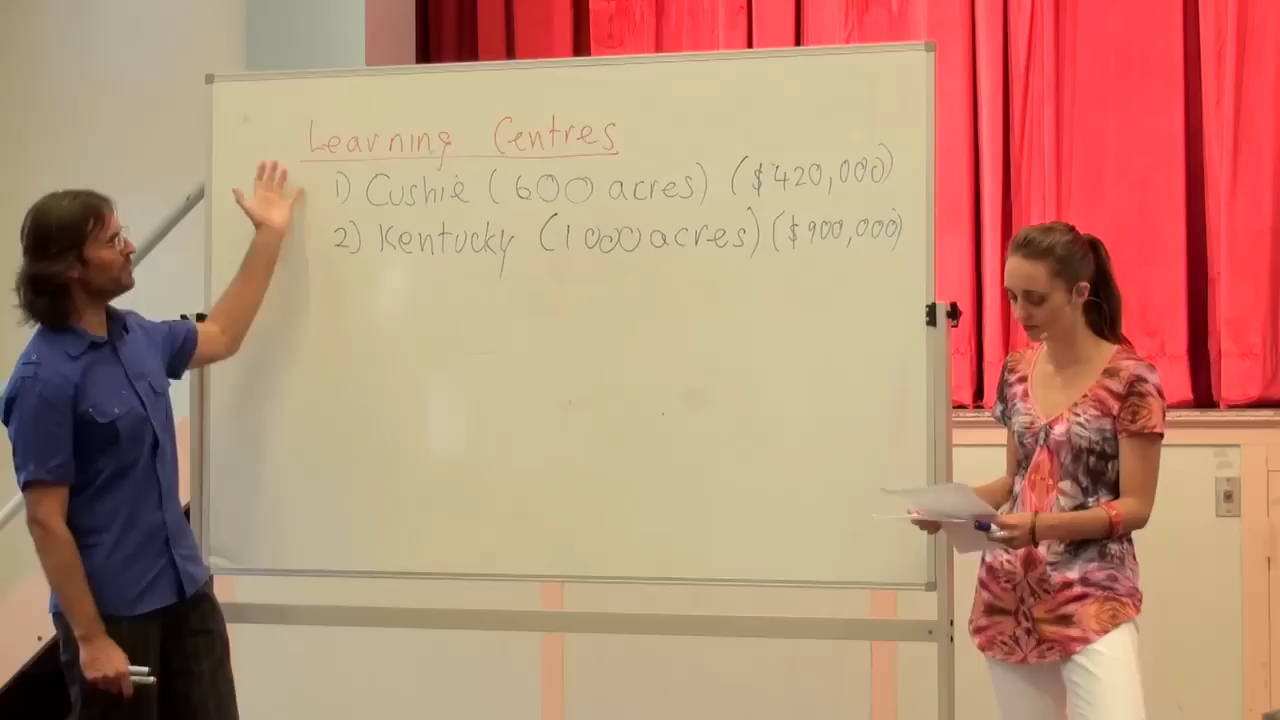 Learning Centres
1) Cushie (600 acres) ($420,000)
2) Kentucky (1000 acres) ($900,000)